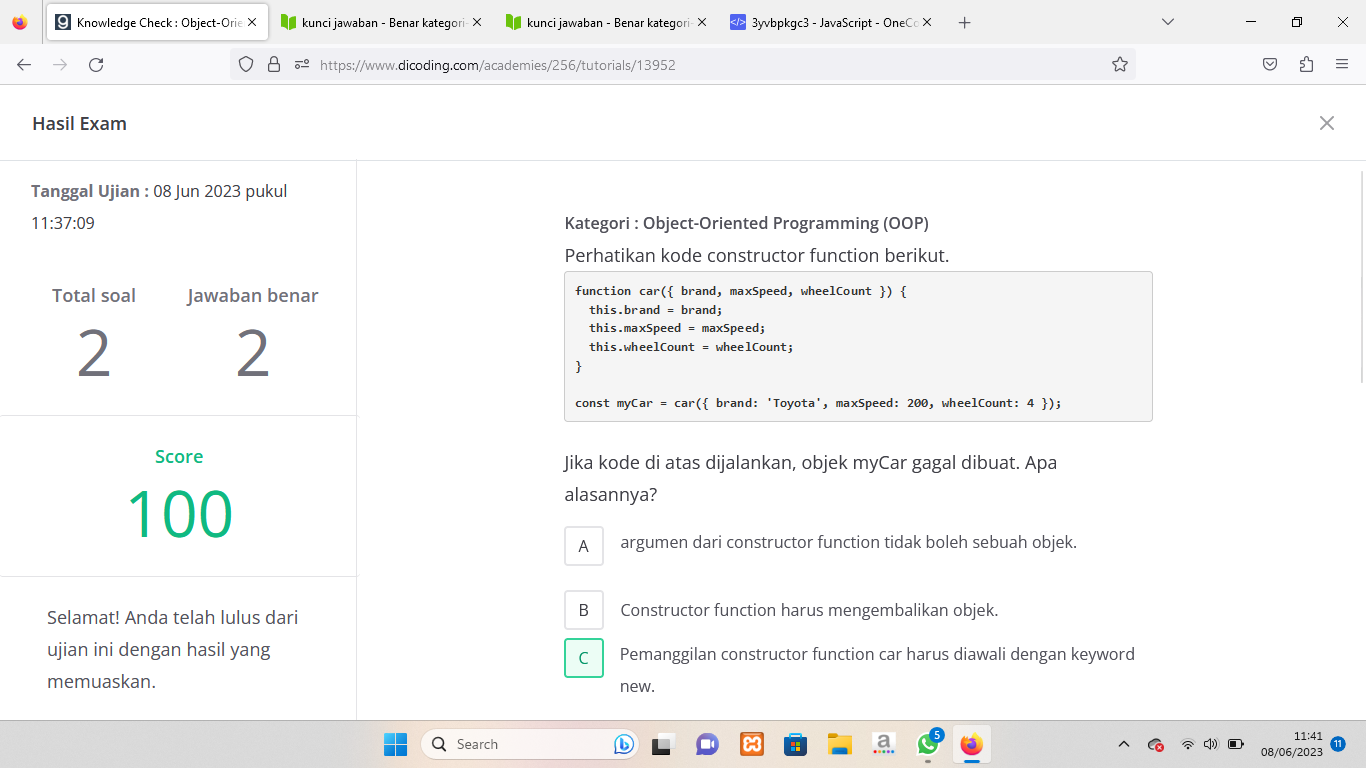 Knowledge Check : Object-Orie
kunci jawaban - Benar kategori-
kunci jawaban - Benar kategori-
3yvbpkgc3 - JavaScript - OneCo
https://www.dicoding.com/academies/256/tutorials/13952
Hasil Exam
Tanggal Ujian : 08 Jun 2023 pukul
11:37:09
Total soal
Jawaban benar
2
2
Score
100
Selamat! Anda telah lulus dari
ujian ini dengan hasil yang
memuaskan.
Kategori : Object-Oriented Programming (OOP)
Perhatikan kode constructor function berikut.
function car({ brand, maxSpeed, wheelCount }) {
  this.brand = brand;
  this.maxSpeed = maxSpeed;
  this.wheelCount = wheelCount;
}
const myCar = car({ brand: 'Toyota', maxSpeed: 200, wheelCount: 4 });
Jika kode di atas dijalankan, objek myCar gagal dibuat. Apa
alasannya?
A argumen dari constructor function tidak boleh sebuah objek.
B Constructor function harus mengembalikan objek.
C Pemanggilan constructor function car harus diawali dengan keyword
new.
Search
5
11:41
08/06/2023
11